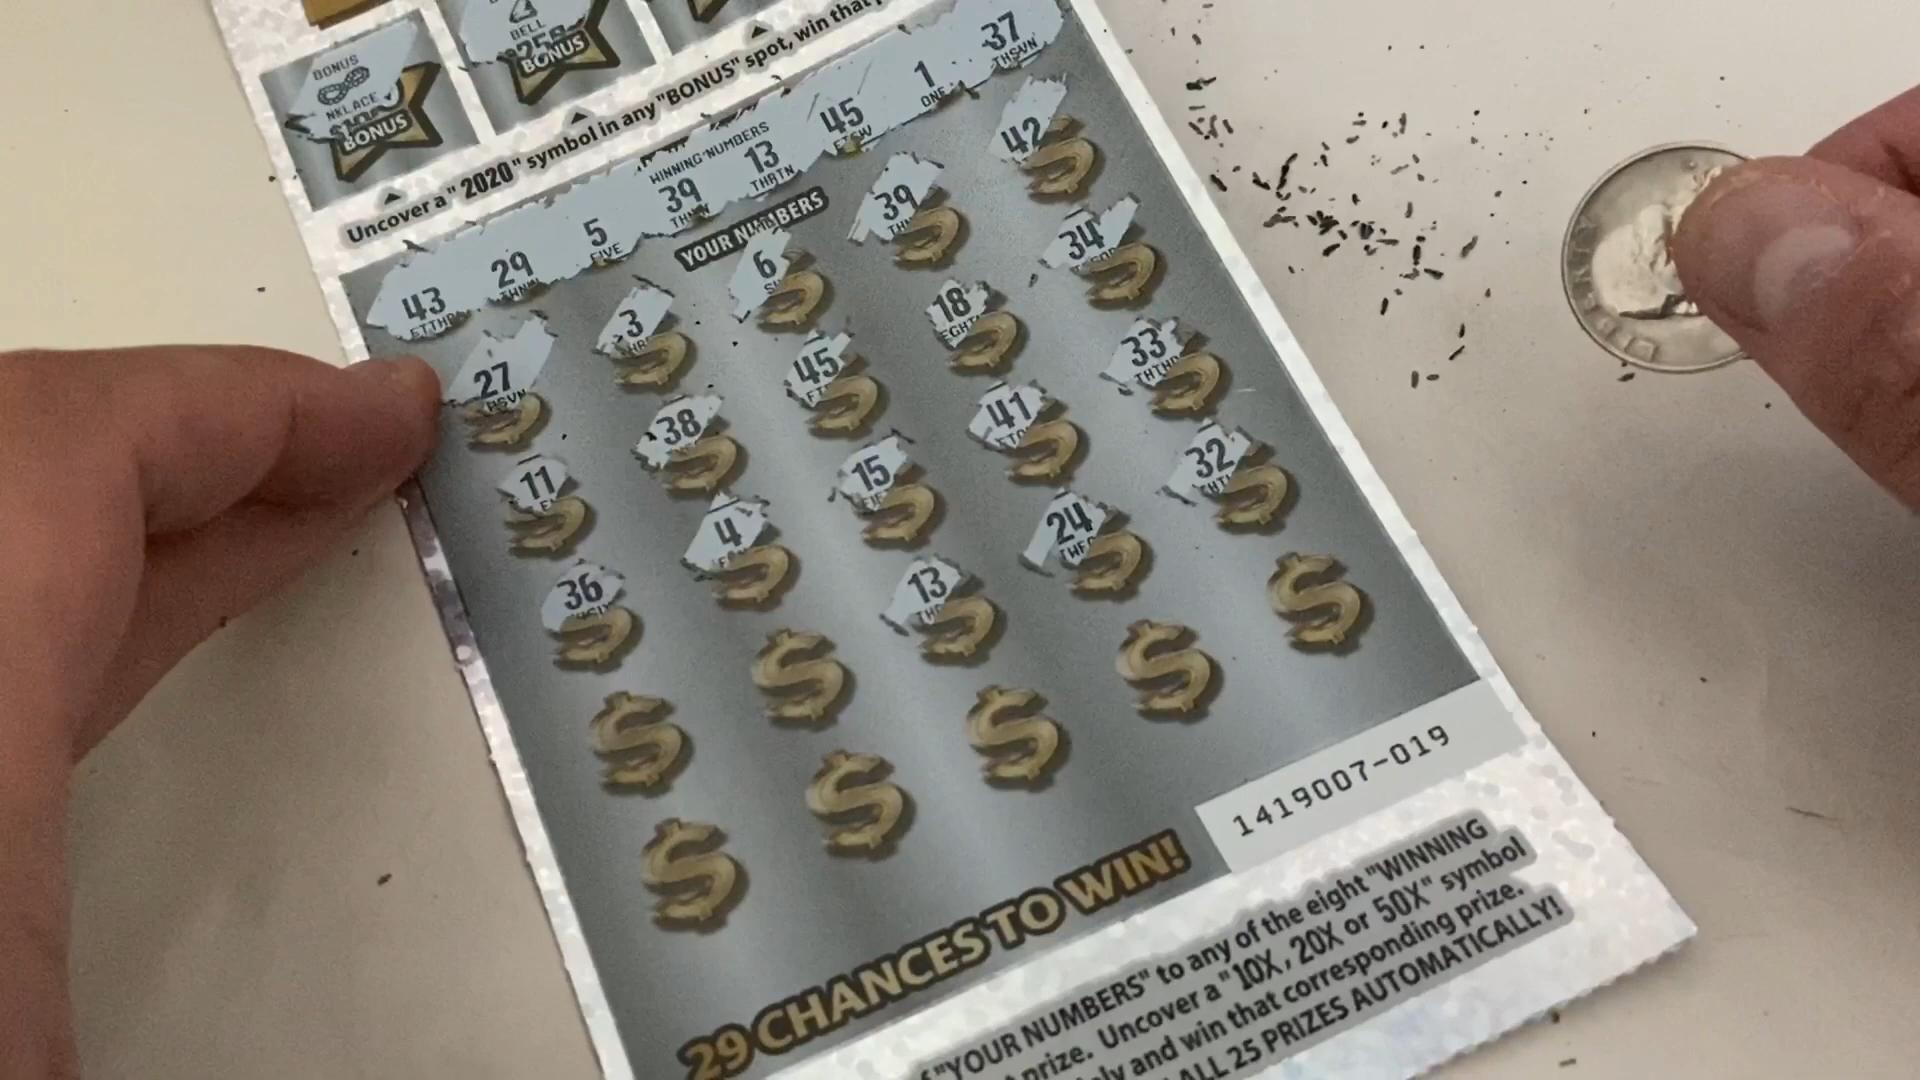 BELL
BONUS
BONUS
NKLACE
BONUS
Uncover a "2020" symbol in any "BONUS" spot, win that
WINNING NUMBERS
43 29 5 39 13 45 1 37
FIVE THRTN ONE THSVN
YOUR NUMBERS
27 3 6 39 42
11 38 45 18 34
36 4 15 41 33
13 24 32
1419007-019
29 CHANCES TO WIN!
"YOUR NUMBERS" to any of the eight "WINNING
prize. Uncover a "10X, 20X or 50X" symbol
and win that corresponding prize.
ALL 25 PRIZES AUTOMATICALLY!